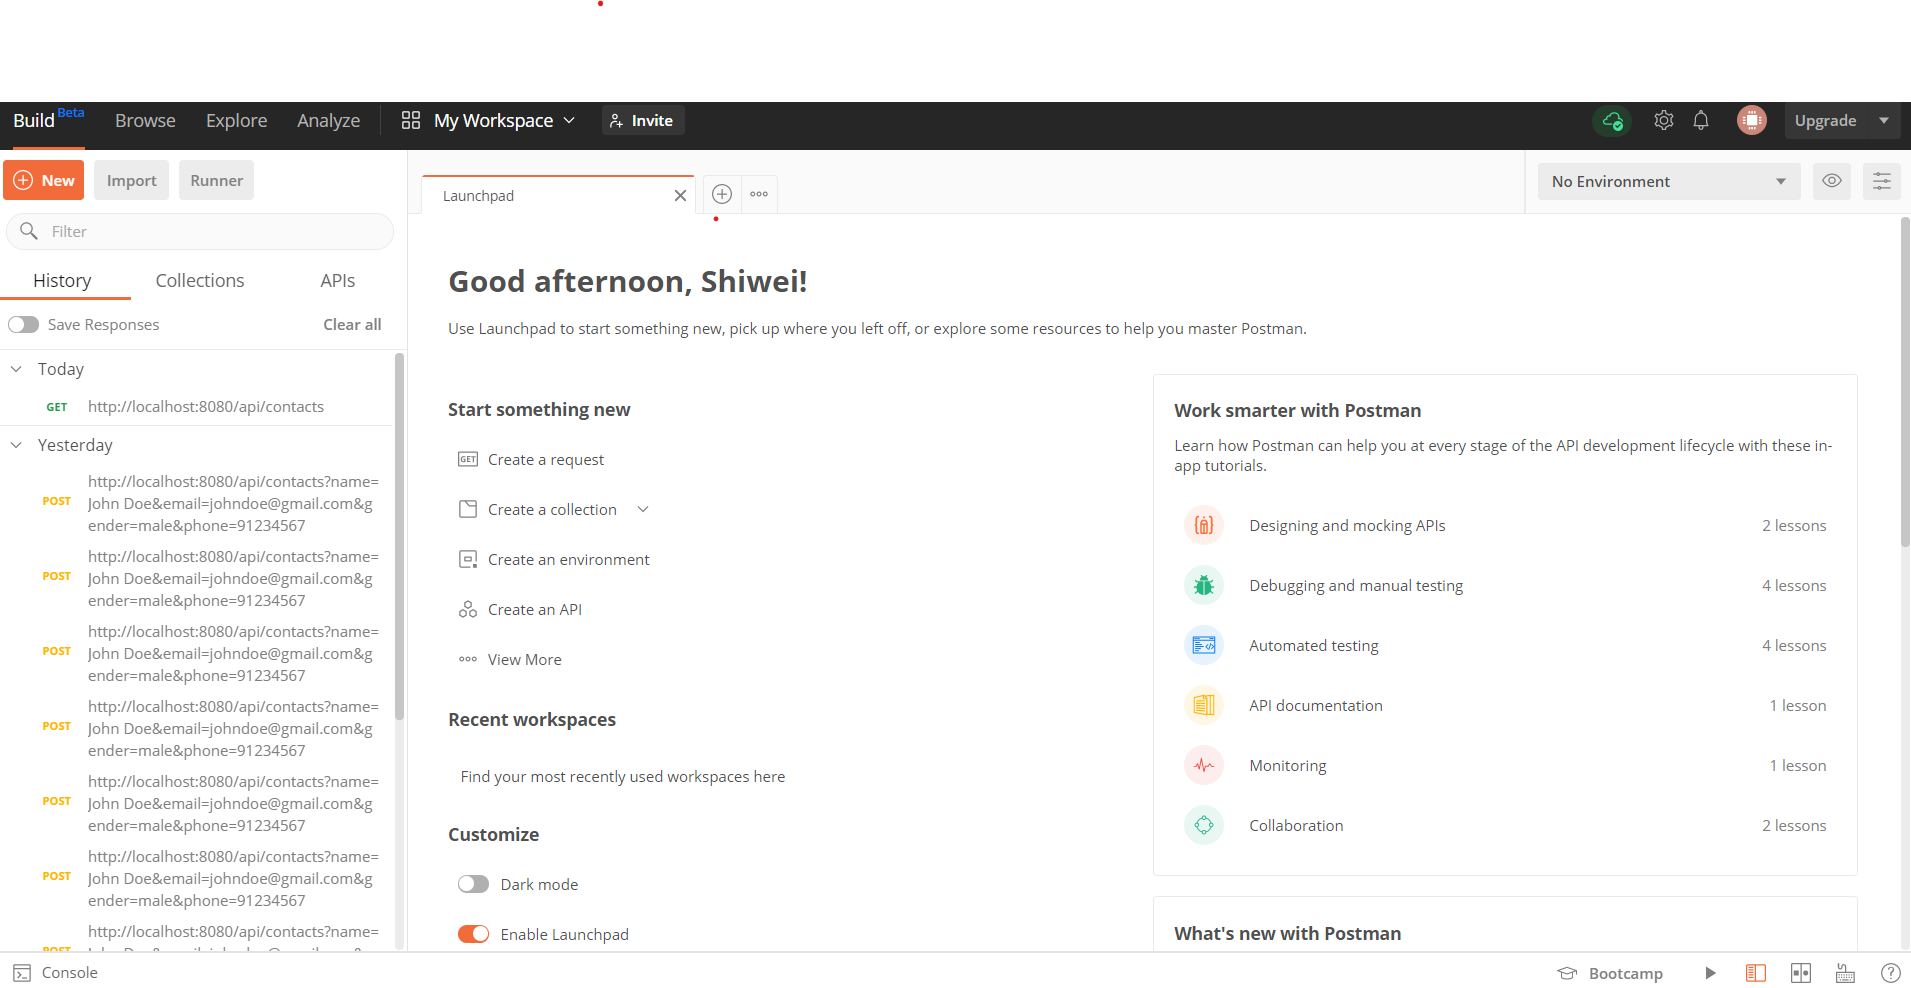 Build Beta Browse Explore Analyze My Workspace Invite Upgrade
New Import Runner
Filter
History Collections APIs
Save Responses Clear all
Today
GET http://localhost:8080/api/contacts
Yesterday
http://localhost:8080/api/contacts?name=
POST John Doe&email=johndoe@gmail.com&g
ender=male&phone=91234567
http://localhost:8080/api/contacts?name=
POST John Doe&email=johndoe@gmail.com&g
ender=male&phone=91234567
http://localhost:8080/api/contacts?name=
POST John Doe&email=johndoe@gmail.com&g
ender=male&phone=91234567
http://localhost:8080/api/contacts?name=
POST John Doe&email=johndoe@gmail.com&g
ender=male&phone=91234567
http://localhost:8080/api/contacts?name=
POST John Doe&email=johndoe@gmail.com&g
ender=male&phone=91234567
http://localhost:8080/api/contacts?name=
POST John Doe&email=johndoe@gmail.com&g
ender=male&phone=91234567
http://localhost:8080/api/contacts?name=
Launchpad
No Environment
Good afternoon, Shiwei!
Use Launchpad to start something new, pick up where you left off, or explore some resources to help you master Postman.
Start something new
GET Create a request
Create a collection
Create an environment
Create an API
View More
Recent workspaces
Find your most recently used workspaces here
Customize
Dark mode
Enable Launchpad
Work smarter with Postman
Learn how Postman can help you at every stage of the API development lifecycle with these in-
app tutorials.
Designing and mocking APIs 2 lessons
Debugging and manual testing 4 lessons
Automated testing 4 lessons
API documentation 1 lesson
Monitoring 1 lesson
Collaboration 2 lessons
What's new with Postman
Console Bootcamp